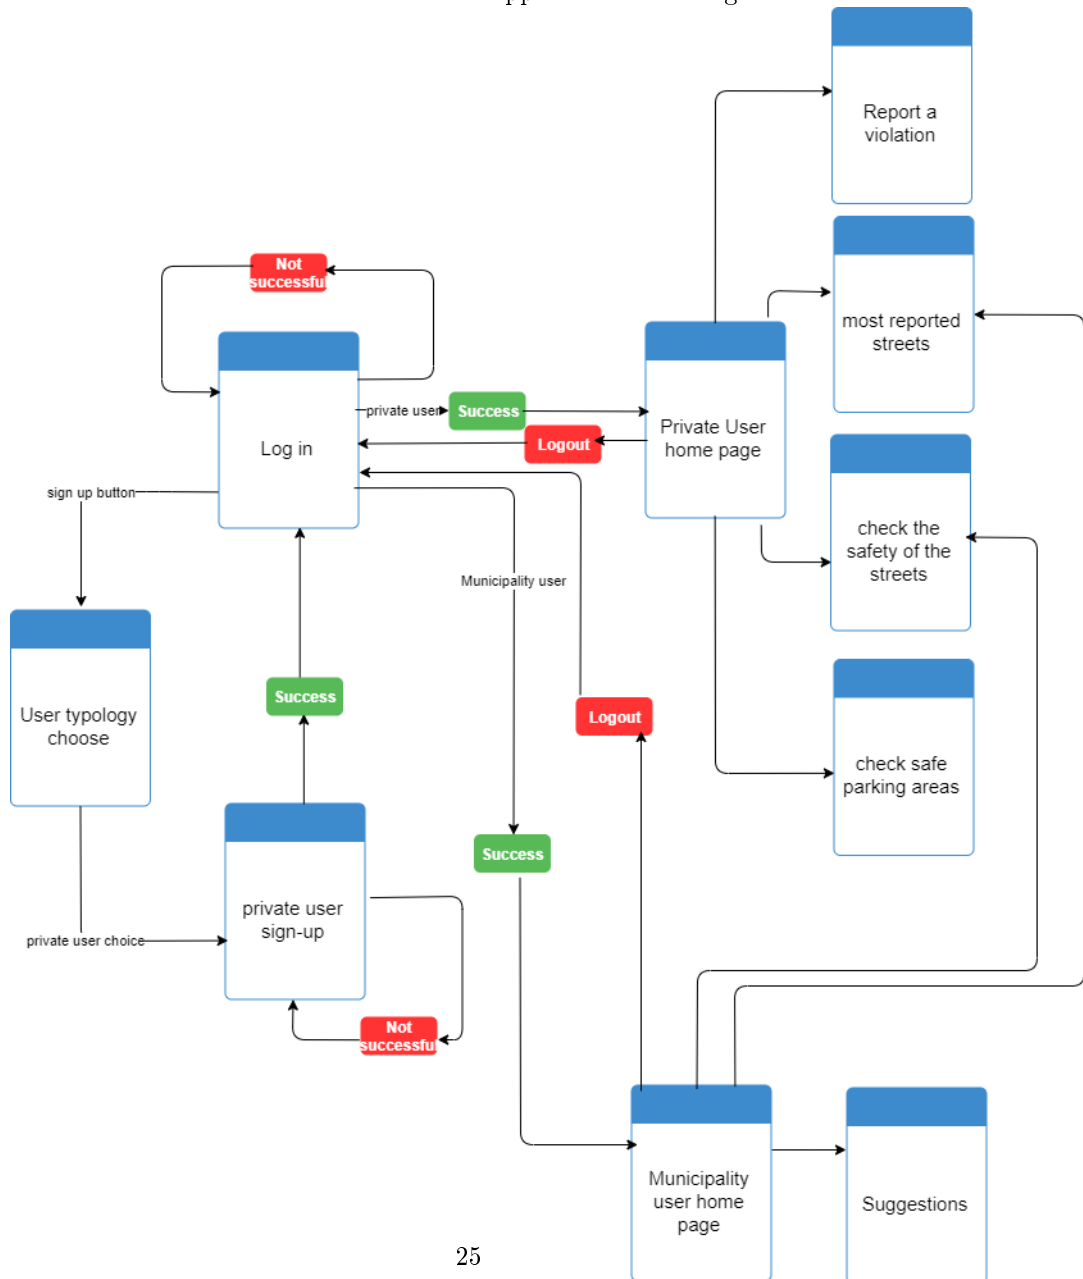 Report a
violation
Not
successful
most reported
streets
private user
Success
Logout
Log in
Private User
home page
sign up button
check the
safety of the
streets
Municipality user
Success
User typology
choose
Logout
check safe
parking areas
Success
private user
sign-up
private user choice
Not
successful
Municipality
user home
page
Suggestions
25